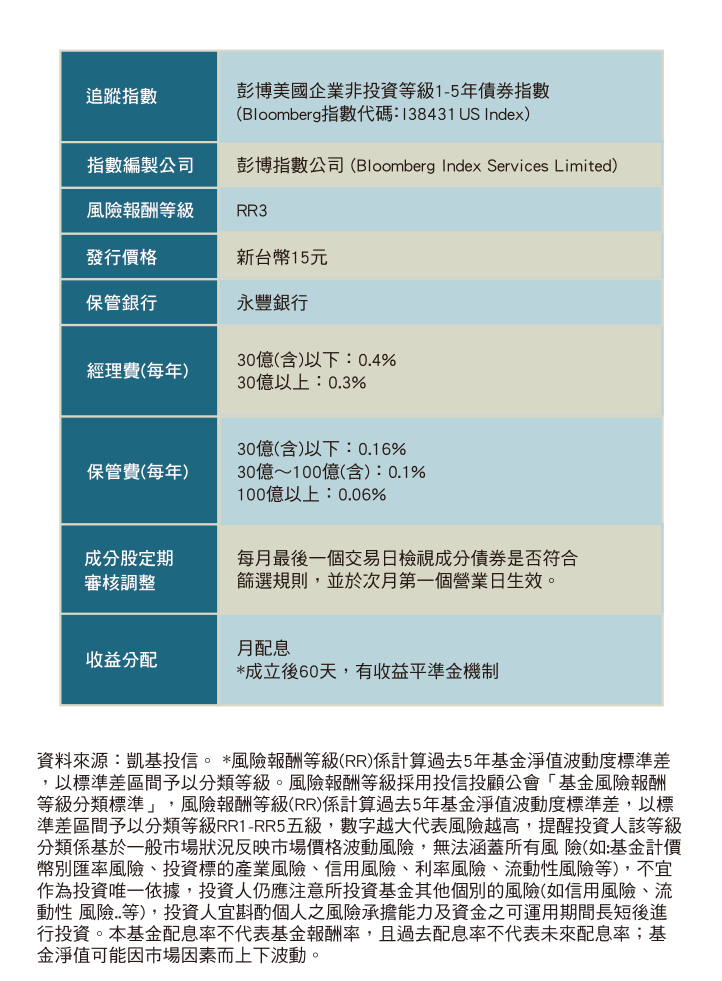 追蹤指數
彭博美國企業非投資等級1-5年債券指數
(Bloomberg指數代碼:I38431 US Index)
指數編製公司
彭博指數公司 (Bloomberg Index Services Limited)
風險報酬等級
RR3
發行價格
新台幣15元
保管銀行
永豐銀行
經理費(每年)
30億(含)以下：0.4%
30億以上：0.3%
保管費(每年)
30億(含)以下：0.16%
30億～100億(含)：0.1%
100億以上：0.06%
成分股定期
審核調整
每月最後一個交易日檢視成分債券是否符合
篩選規則，並於次月第一個營業日生效。
收益分配
月配息
*成立後60天，有收益平準金機制
資料來源：凱基投信。 *風險報酬等級(RR)係計算過去5年基金淨值波動度標準差
，以標準差區間予以分類等級。風險報酬等級採用投信投顧公會「基金風險報酬
等級分類標準」，風險報酬等級(RR)係計算過去5年基金淨值波動度標準差，以標
準差區間予以分類等級RR1-RR5五級，數字越大代表風險越高，提醒投資人該等級
分類係基於一般市場狀況反映市場價格波動風險，無法涵蓋所有風 險(如:基金計價
幣別匯率風險、投資標的產業風險、信用風險、利率風險、流動性風險等)，不宜
作為投資唯一依據，投資人仍應注意所投資基金其他個別的風險(如信用風險、流
動性 風險..等)，投資人宜斟酌個人之風險承擔能力及資金之可運用期間長短後進
行投資。本基金配息率不代表基金報酬率，且過去配息率不代表未來配息率；基
金淨值可能因市場因素而上下波動。